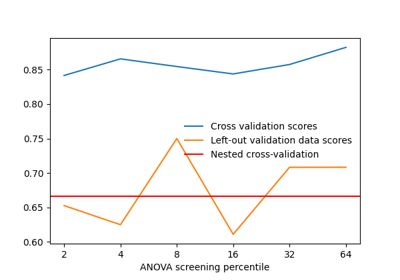 0.85
0.80
0.75
0.70
0.65
0.60
Cross validation scores
Left-out validation data scores
Nested cross-validation
2 4 8 16 32 64
ANOVA screening percentile